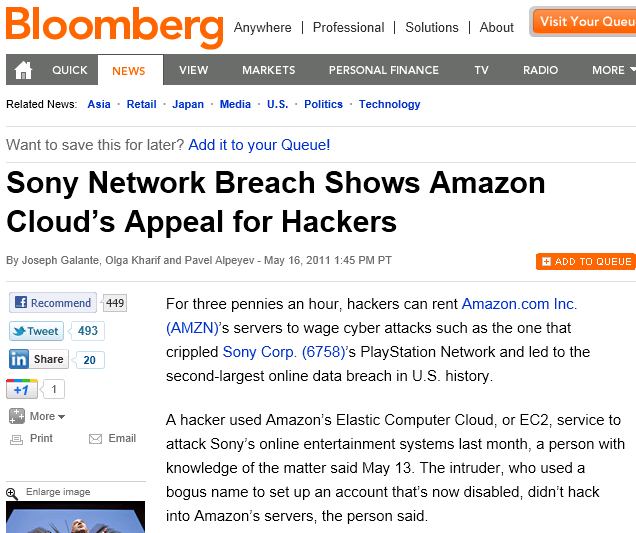 Bloomberg
Anywhere | Professional | Solutions | About
Visit Your Queu
QUICK NEWS VIEW MARKETS PERSONAL FINANCE TV RADIO MORE
Related News: Asia · Retail · Japan · Media · U.S. · Politics · Technology
Want to save this for later? Add it to your Queue!
Sony Network Breach Shows Amazon
Cloud's Appeal for Hackers
By Joseph Galante, Olga Kharif and Pavel Alpeyev - May 16, 2011 1:45 PM PT
ADD TO QUEUE
Recommend 449
Tweet 493
Share 20
+1 1
More
Print Email
Enlarge image
For three pennies an hour, hackers can rent Amazon.com Inc.
(AMZN)'s servers to wage cyber attacks such as the one that
crippled Sony Corp. (6758)'s PlayStation Network and led to the
second-largest online data breach in U.S. history.
A hacker used Amazon's Elastic Computer Cloud, or EC2, service to
attack Sony's online entertainment systems last month, a person with
knowledge of the matter said May 13. The intruder, who used a
bogus name to set up an account that's now disabled, didn't hack
into Amazon's servers, the person said.